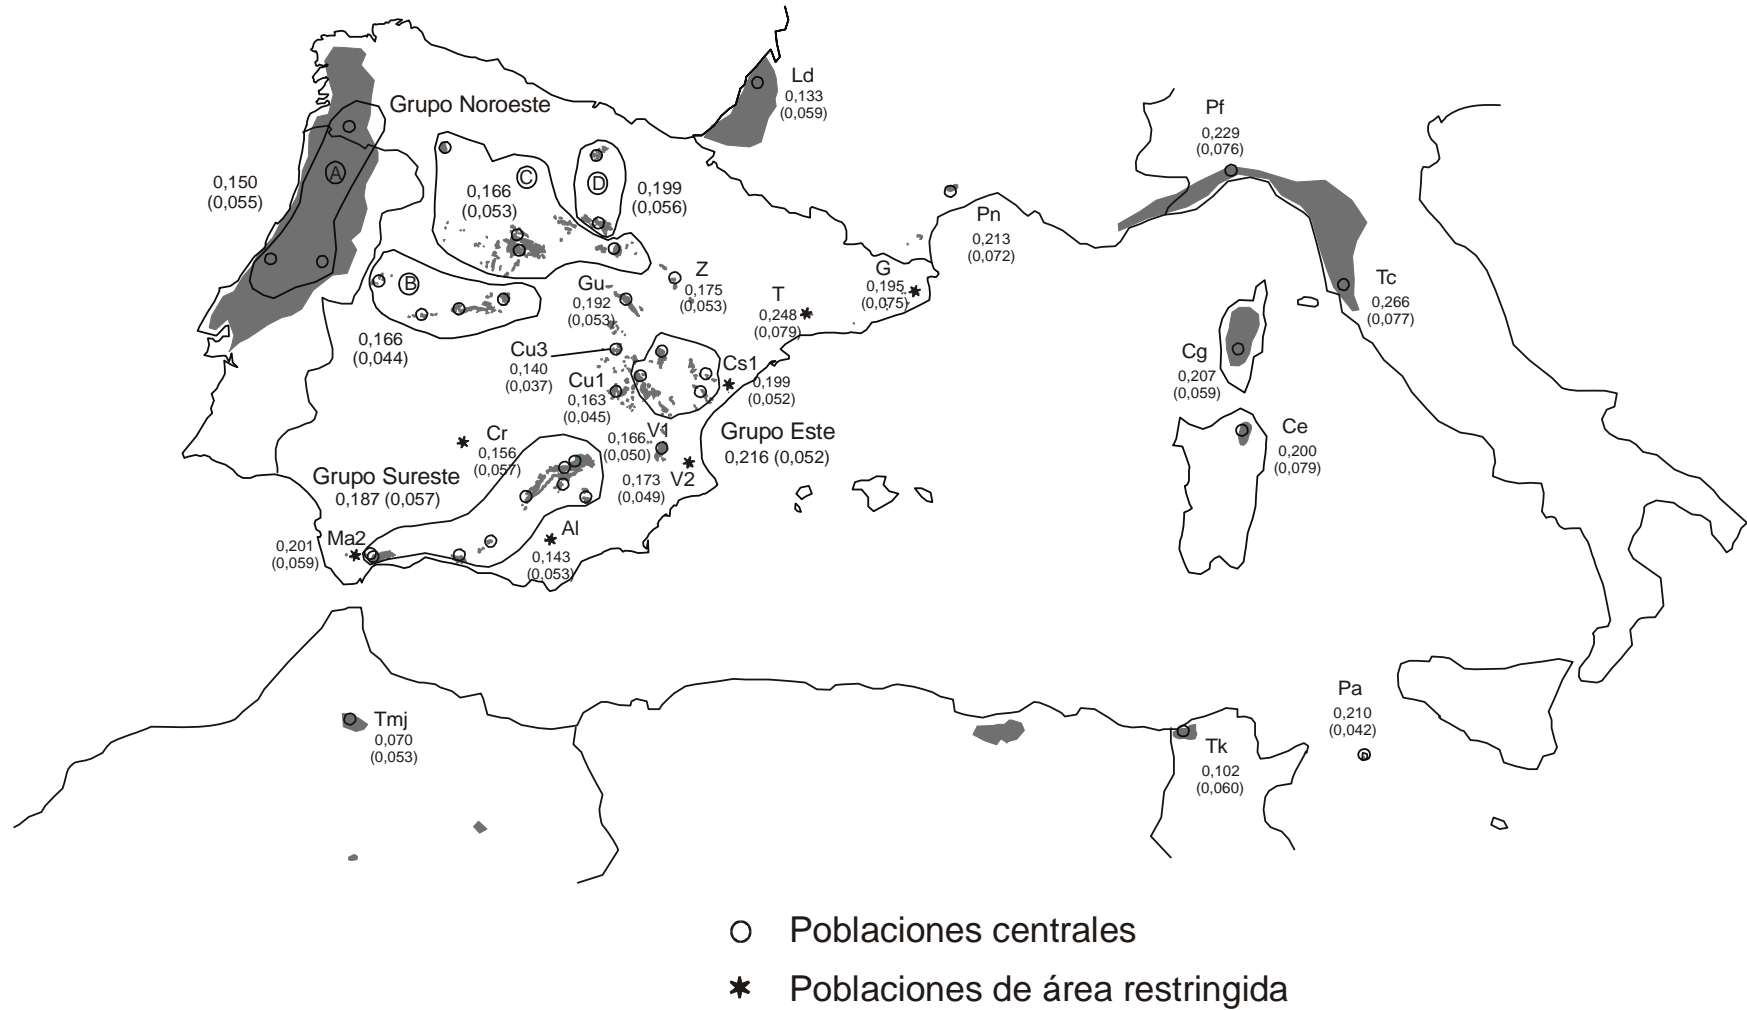 Ld
0,133
(0,059)
Grupo Noroeste
Pf
0,229
(0,076)
A
0,150
(0,055)
C
0,166
(0,053)
D
0,199
(0,056)
Pn
0,213
(0,072)
B
0,166
(0,044)
Gu
0,192
(0,053)
Z
0,175
(0,053)
T
0,248
(0,079)
G
0,195
(0,075)
Tc
0,266
(0,077)
Cu3
0,140
(0,037)
Cu1
0,163
(0,045)
Cs1
0,199
(0,052)
Cg
0,207
(0,059)
Ce
0,200
(0,079)
Cr
0,156
(0,057)
V1
0,166
(0,050)
Grupo Este
0,216 (0,052)
V2
0,173
(0,049)
Grupo Sureste
0,187 (0,057)
Ma2
0,201
(0,059)
Al
0,143
(0,053)
Tmj
0,070
(0,053)
Tk
0,102
(0,060)
Pa
0,210
(0,042)
Poblaciones centrales
Poblaciones de área restringida